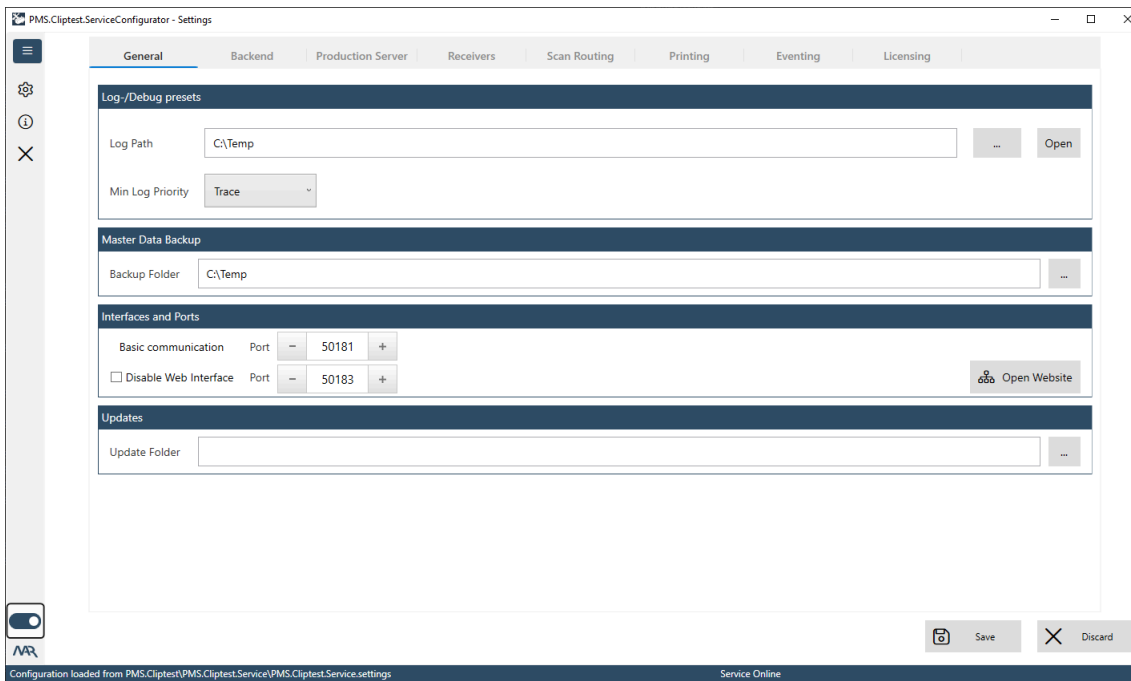 PMS.Cliptest.ServiceConfigurator - Settings
General Backend Production Server Receivers Scan Routing Printing Eventing Licensing
Log-/Debug presets
Log Path C:\Temp ... Open
Min Log Priority Trace
Master Data Backup
Backup Folder C:\Temp ...
Interfaces and Ports
Basic communication Port − 50181 +
Disable Web Interface Port − 50183 +
Open Website
Updates
Update Folder ...
Save Discard
Configuration loaded from PMS.Cliptest\PMS.Cliptest.Service\PMS.Cliptest.Service.settings Service Online